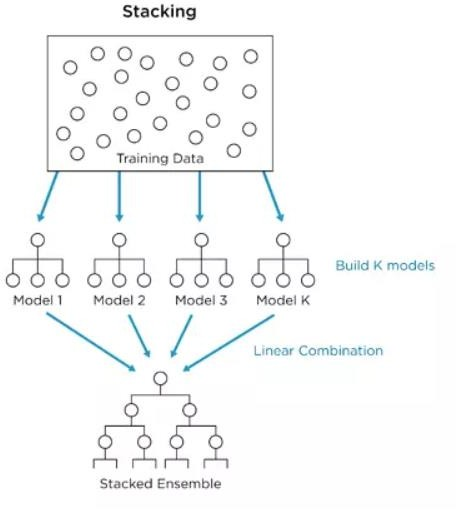 Stacking
Training Data
Build K models
Model 1 Model 2 Model 3 Model K
Linear Combination
Stacked Ensemble